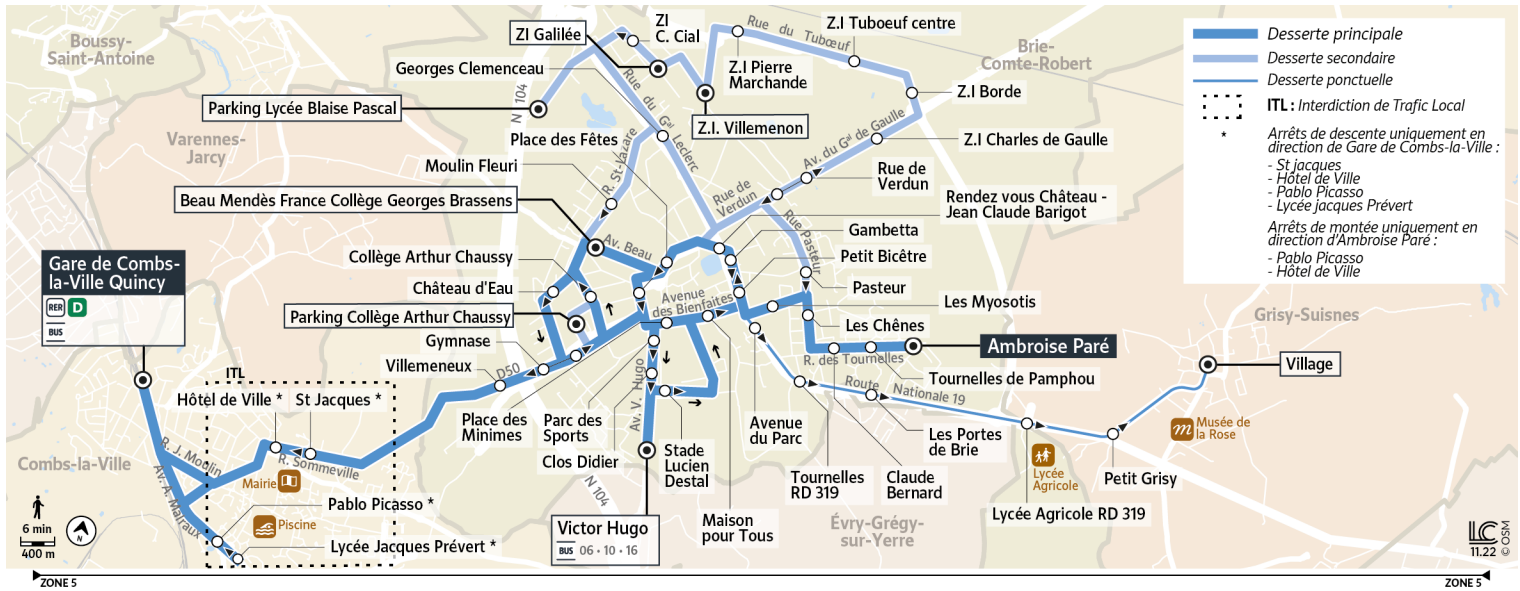 Boussy-
Saint-Antoine
ZI Galilée
ZI
C. Cial
Rue du Tubœuf
Z.I Tuboeuf centre
Brie-
Comte-Robert
Desserte principale
Desserte secondaire
Desserte ponctuelle
ITL : Interdiction de Trafic Local
* Arrêts de descente uniquement en
direction de Gare de Combs-la-Ville :
- St jacques
- Hôtel de Ville
- Pablo Picasso
- Lycée jacques Prévert
Arrêts de montée uniquement en
direction d'Ambroise Paré :
- Pablo Picasso
- Hôtel de Ville
Georges Clemenceau
Z.I Pierre
Marchande
Z.I Borde
N 104
Rue du Gal Leclerc
Parking Lycée Blaise Pascal
Z.I. Villemenon
Av. du Gal de Gaulle
Z.I Charles de Gaulle
Varennes-
Jarcy
Place des Fêtes
R. St-Lazare
Moulin Fleuri
Rue de
Verdun
Rue de
Verdun
Beau Mendès France Collège Georges Brassens
Rendez vous Château -
Jean Claude Barigot
Rue Pasteur
Av. Beau
Gambetta
Collège Arthur Chaussy
Petit Bicêtre
Gare de Combs-
la-Ville Quincy
RER D
BUS
Château d'Eau
Pasteur
Avenue
des Bienfaites
Les Myosotis
Parking Collège Arthur Chaussy
Les Chênes
Grisy-Suisnes
Gymnase
Ambroise Paré
R. des Tournelles
Villemeneux
D50
Av. V. Hugo
Village
ITL
Tournelles de Pamphou
Route Nationale 19
Hôtel de Ville *
St Jacques *
Place des
Minimes
Parc des
Sports
Avenue
du Parc
Les Portes
de Brie
Musée de
la Rose
Clos Didier
Stade
Lucien
Destal
Tournelles
RD 319
Claude
Bernard
Lycée
Agricole
Petit Grisy
Combs-la-Ville
R. J. Moulin
R. Sommeville
Mairie
N 104
Av. A. Malraux
Pablo Picasso *
Piscine
Lycée Jacques Prévert *
Victor Hugo
BUS 06 · 10 · 16
Maison
pour Tous
Évry-Grégy-
sur-Yerre
Lycée Agricole RD 319
6 min
400 m
N
LC
11.22 © OSM
ZONE 5
ZONE 5